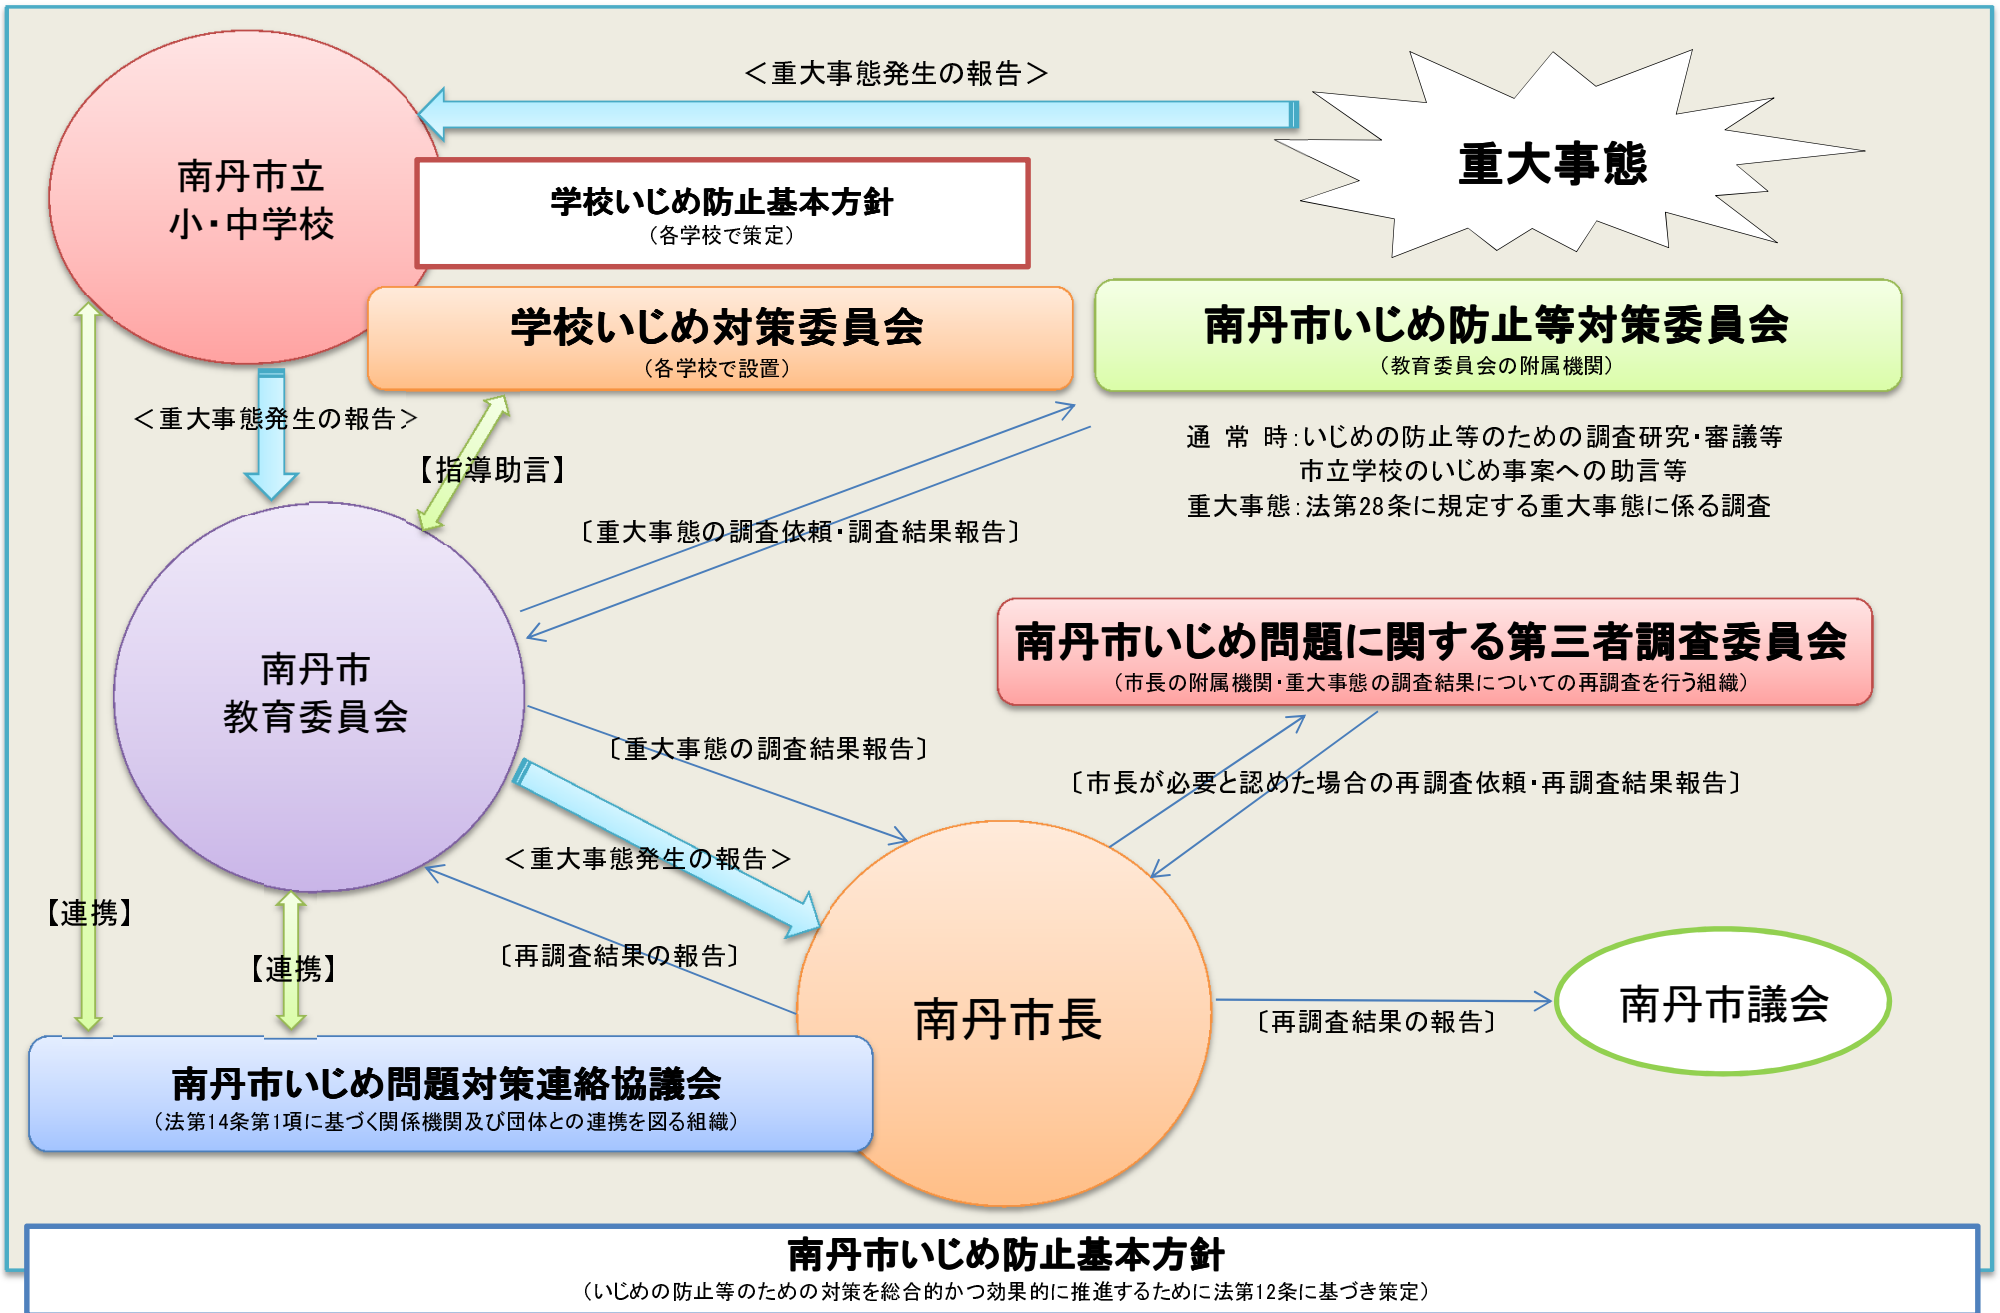 ＜重大事態発生の報告＞
重大事態
南丹市立
小・中学校
学校いじめ防止基本方針
（各学校で策定）
学校いじめ対策委員会
（各学校で設置）
南丹市いじめ防止等対策委員会
（教育委員会の附属機関）
＜重大事態発生の報告＞
【指導助言】
通 常 時：いじめの防止等のための調査研究・審議等
市立学校のいじめ事案への助言等
重大事態：法第28条に規定する重大事態に係る調査
〔重大事態の調査依頼・調査結果報告〕
南丹市
教育委員会
南丹市いじめ問題に関する第三者調査委員会
（市長の附属機関・重大事態の調査結果についての再調査を行う組織）
〔重大事態の調査結果報告〕
〔市長が必要と認めた場合の再調査依頼・再調査結果報告〕
＜重大事態発生の報告＞
【連携】
【連携】
〔再調査結果の報告〕
南丹市長
〔再調査結果の報告〕
南丹市議会
南丹市いじめ問題対策連絡協議会
（法第14条第1項に基づく関係機関及び団体との連携を図る組織）
南丹市いじめ防止基本方針
（いじめの防止等のための対策を総合的かつ効果的に推進するために法第12条に基づき策定）